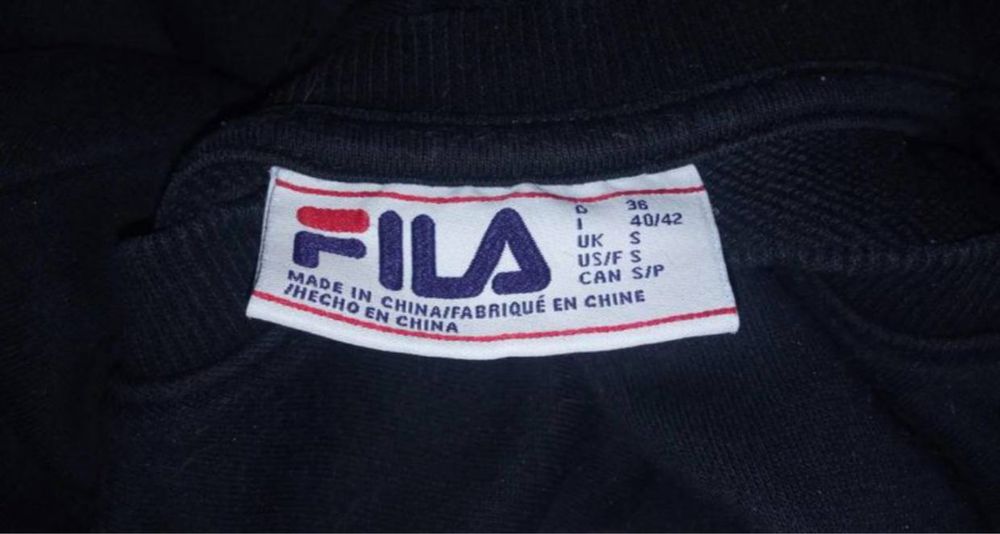 FILA
D 36
I 40/42
UK S
US/F S
CAN S/P
MADE IN CHINA/FABRIQUÉ EN CHINE
/HECHO EN CHINA